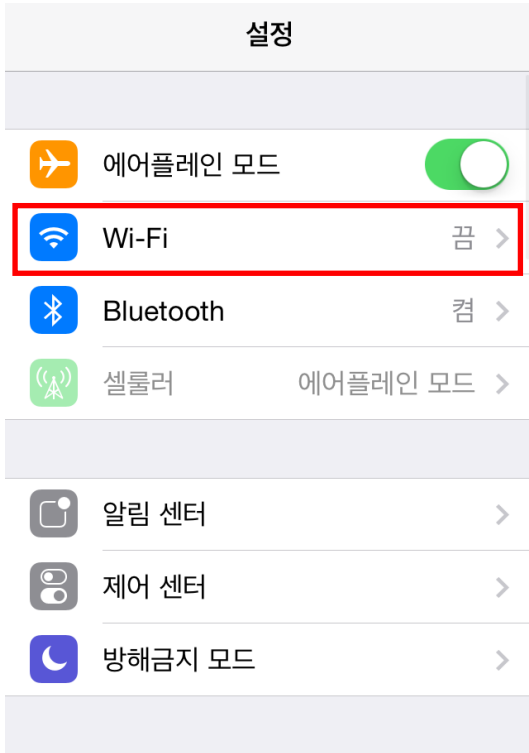 설정
에어플레인 모드
Wi-Fi 끔
Bluetooth 켬
셀룰러 에어플레인 모드
알림 센터
제어 센터
방해금지 모드